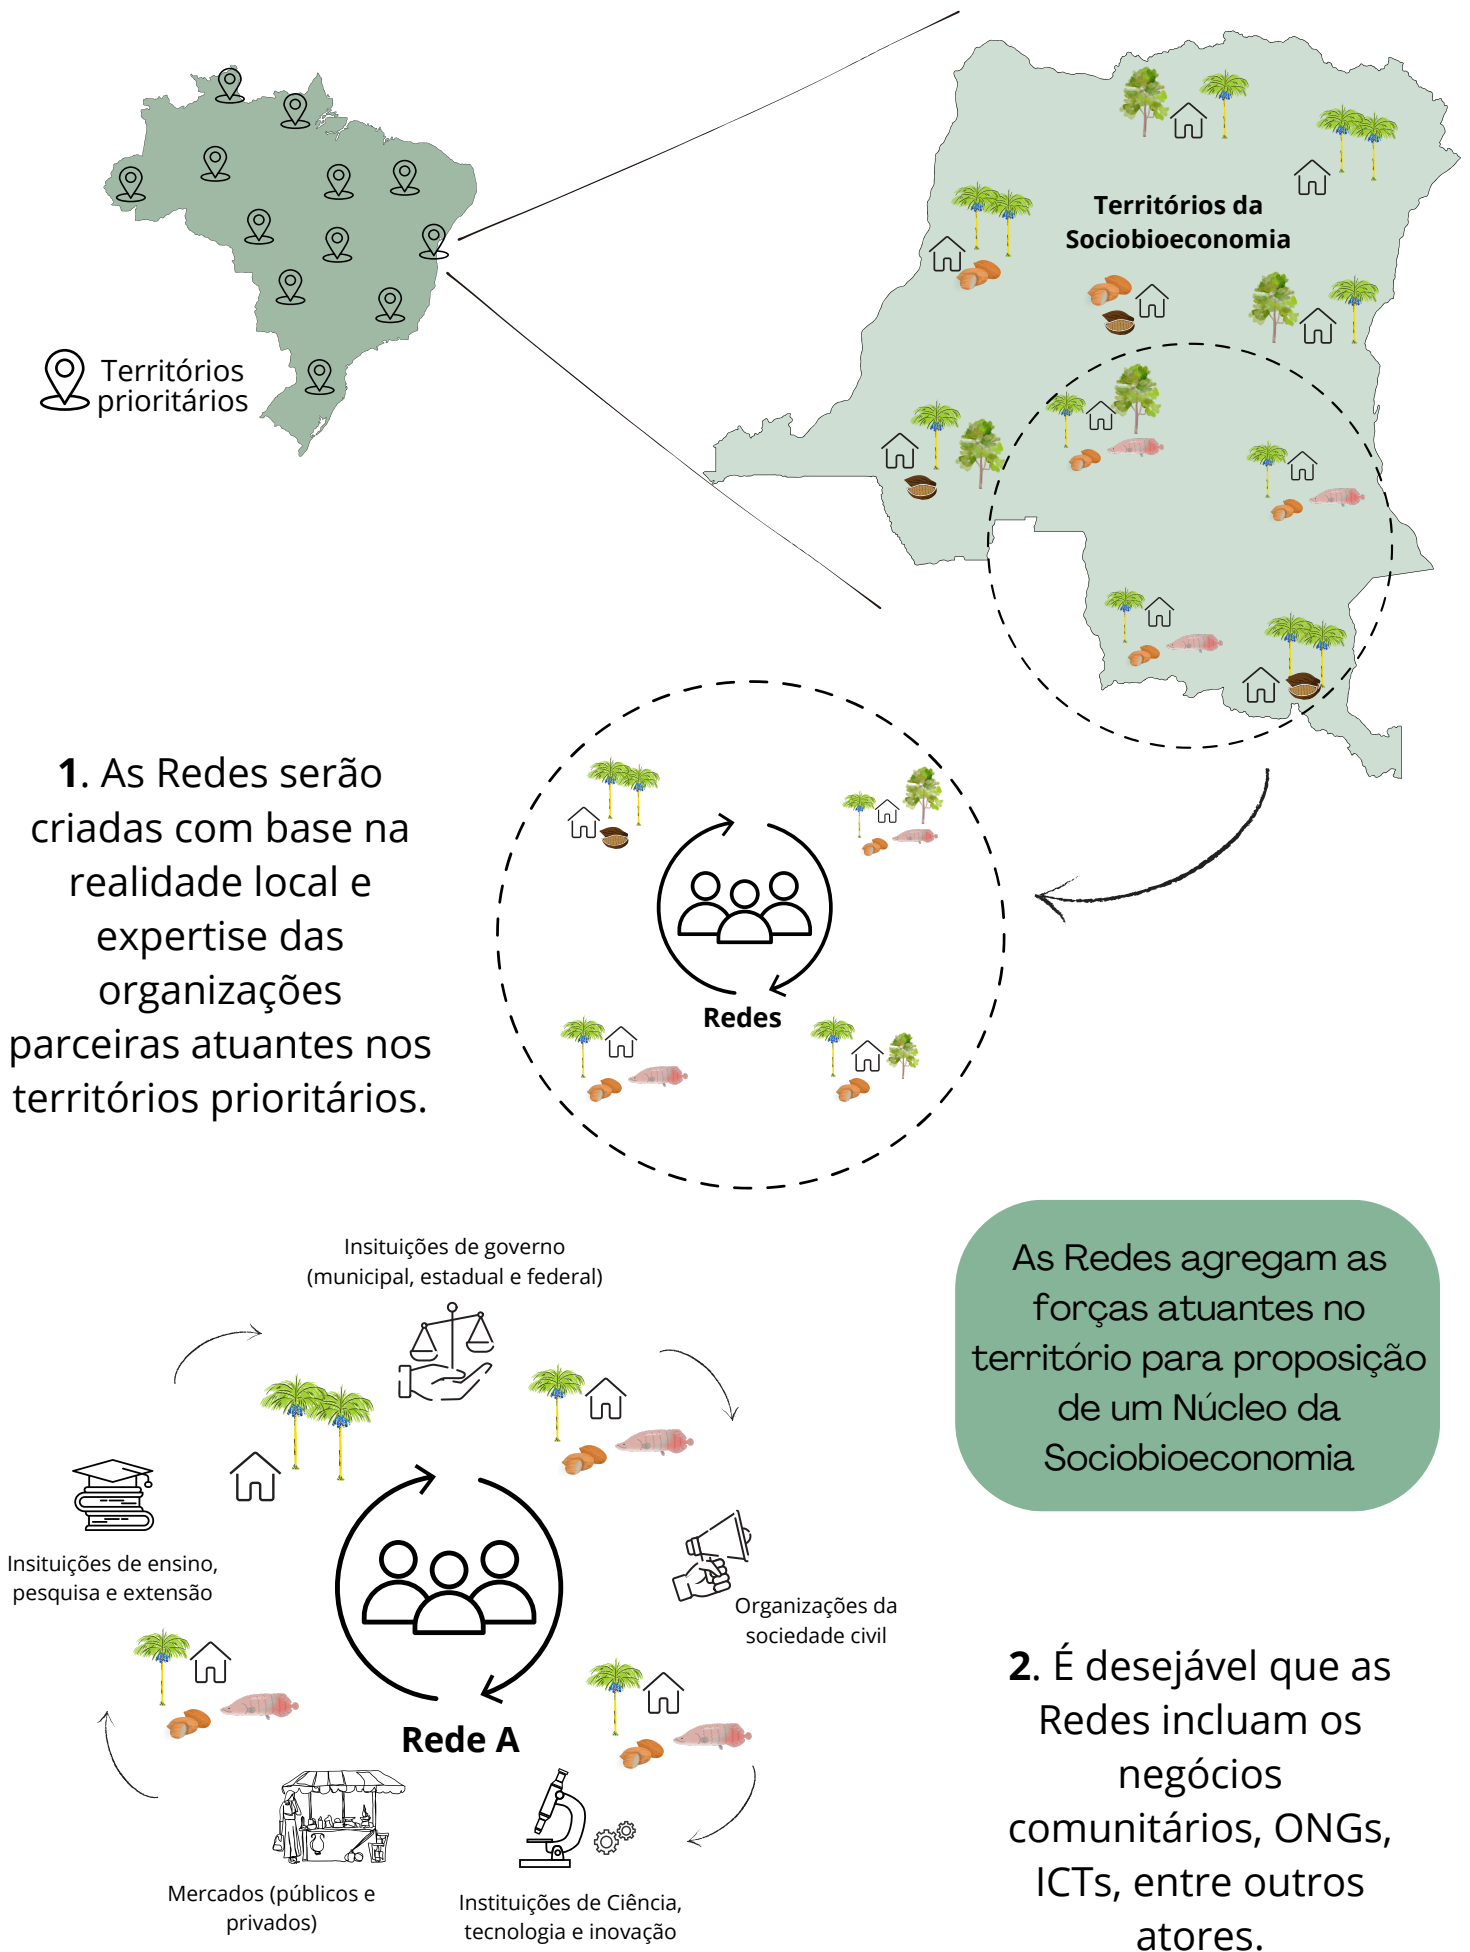 Territórios
prioritários
Territórios da
Sociobioeconomia
1. As Redes serão
criadas com base na
realidade local e
expertise das
organizações
parceiras atuantes nos
territórios prioritários.
Redes
As Redes agregam as
forças atuantes no
território para proposição
de um Núcleo da
Sociobioeconomia
Insituições de governo
(municipal, estadual e federal)
Insituições de ensino,
pesquisa e extensão
Organizações da
sociedade civil
Rede A
Mercados (públicos e
privados)
Instituições de Ciência,
tecnologia e inovação
2. É desejável que as
Redes incluam os
negócios
comunitários, ONGs,
ICTs, entre outros
atores.